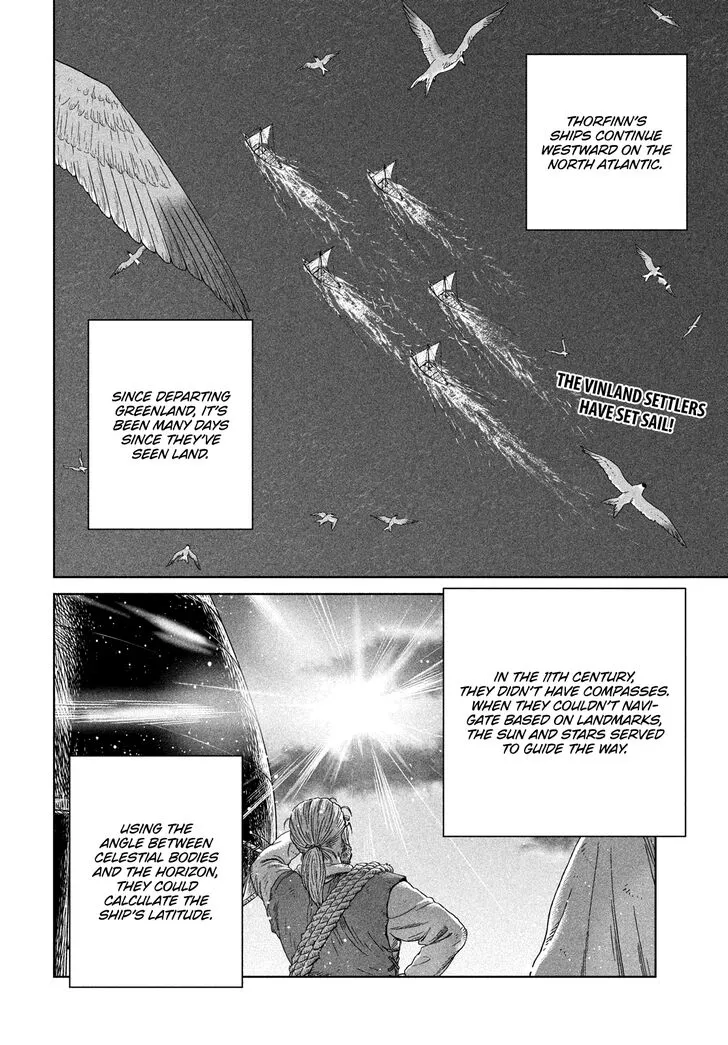 THORFINN'S
SHIPS CONTINUE
WESTWARD ON THE
NORTH ATLANTIC.
THE VINLAND SETTLERS
HAVE SET SAIL!
SINCE DEPARTING
GREENLAND, IT'S
BEEN MANY DAYS
SINCE THEY'VE
SEEN LAND.
IN THE 11TH CENTURY,
THEY DIDN'T HAVE COMPASSES.
WHEN THEY COULDN'T NAVI-
GATE BASED ON LANDMARKS,
THE SUN AND STARS SERVED
TO GUIDE THE WAY.
USING THE
ANGLE BETWEEN
CELESTIAL BODIES
AND THE HORIZON,
THEY COULD
CALCULATE THE
SHIP'S LATITUDE.